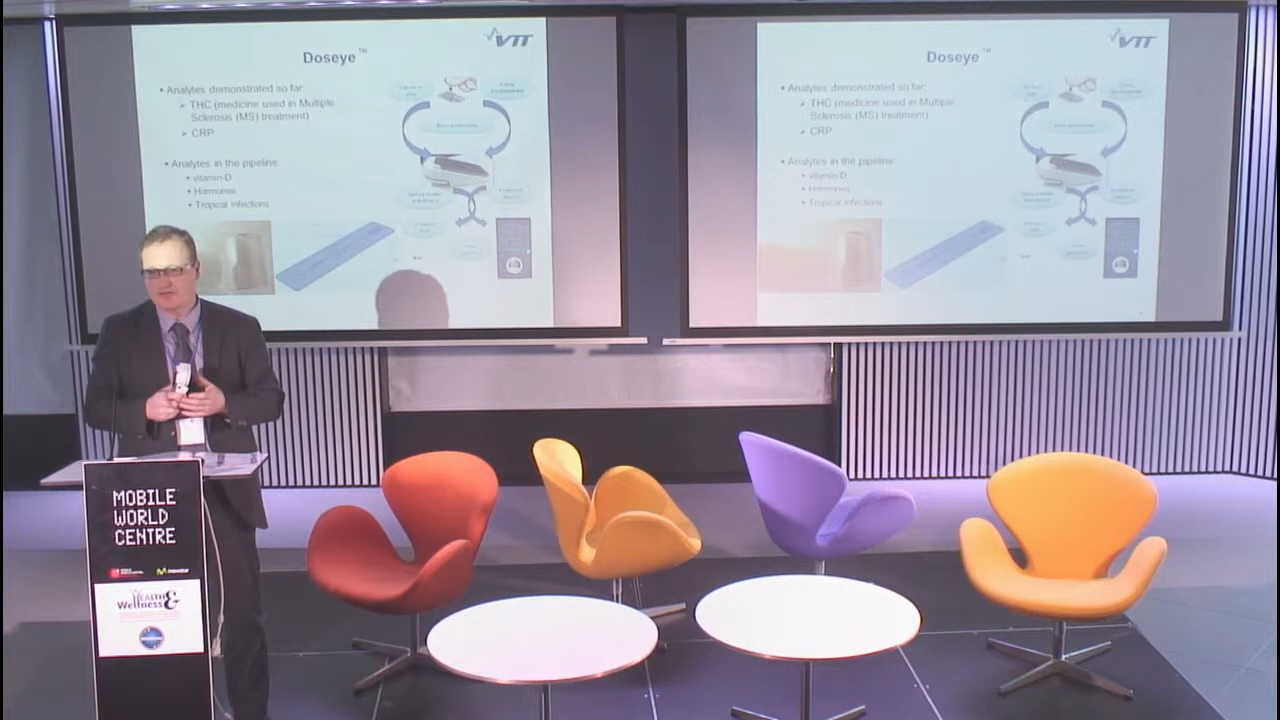 VTT
Doseye™
• Analytes demonstrated so far:
➢ THC (medicine used in Multiple
Sclerosis (MS) treatment)
➢ CRP
• Analytes in the pipeline:
• vitamin-D
• Hormones
• Tropical infections
VTT
Doseye™
• Analytes demonstrated so far:
➢ THC (medicine used in Multiple
Sclerosis (MS) treatment)
➢ CRP
• Analytes in the pipeline:
• vitamin-D
• Hormones
• Tropical infections
MOBILE
WORLD
CENTRE
movistar
HEALTH &
Wellness